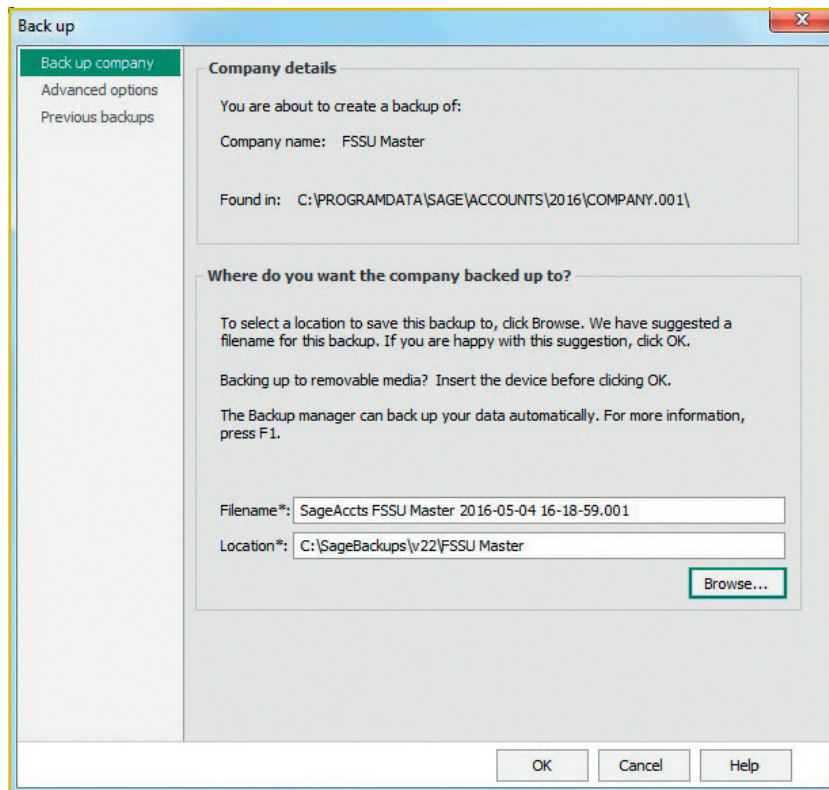 Back up
Back up company
Advanced options
Previous backups
Company details
You are about to create a backup of:
Company name: FSSU Master
Found in: C:\PROGRAMDATA\SAGE\ACCOUNTS\2016\COMPANY.001\
Where do you want the company backed up to?
To select a location to save this backup to, click Browse. We have suggested a
filename for this backup. If you are happy with this suggestion, click OK.
Backing up to removable media? Insert the device before clicking OK.
The Backup manager can back up your data automatically. For more information,
press F1.
Filename*: SageAccts FSSU Master 2016-05-04 16-18-59.001
Location*: C:\SageBackups\v22\FSSU Master
Browse...
OK Cancel Help